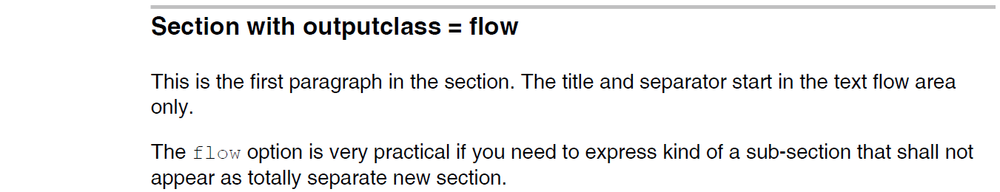 Section with outputclass = flow
This is the first paragraph in the section. The title and separator start in the text flow area
only.
The flow option is very practical if you need to express kind of a sub-section that shall not
appear as totally separate new section.